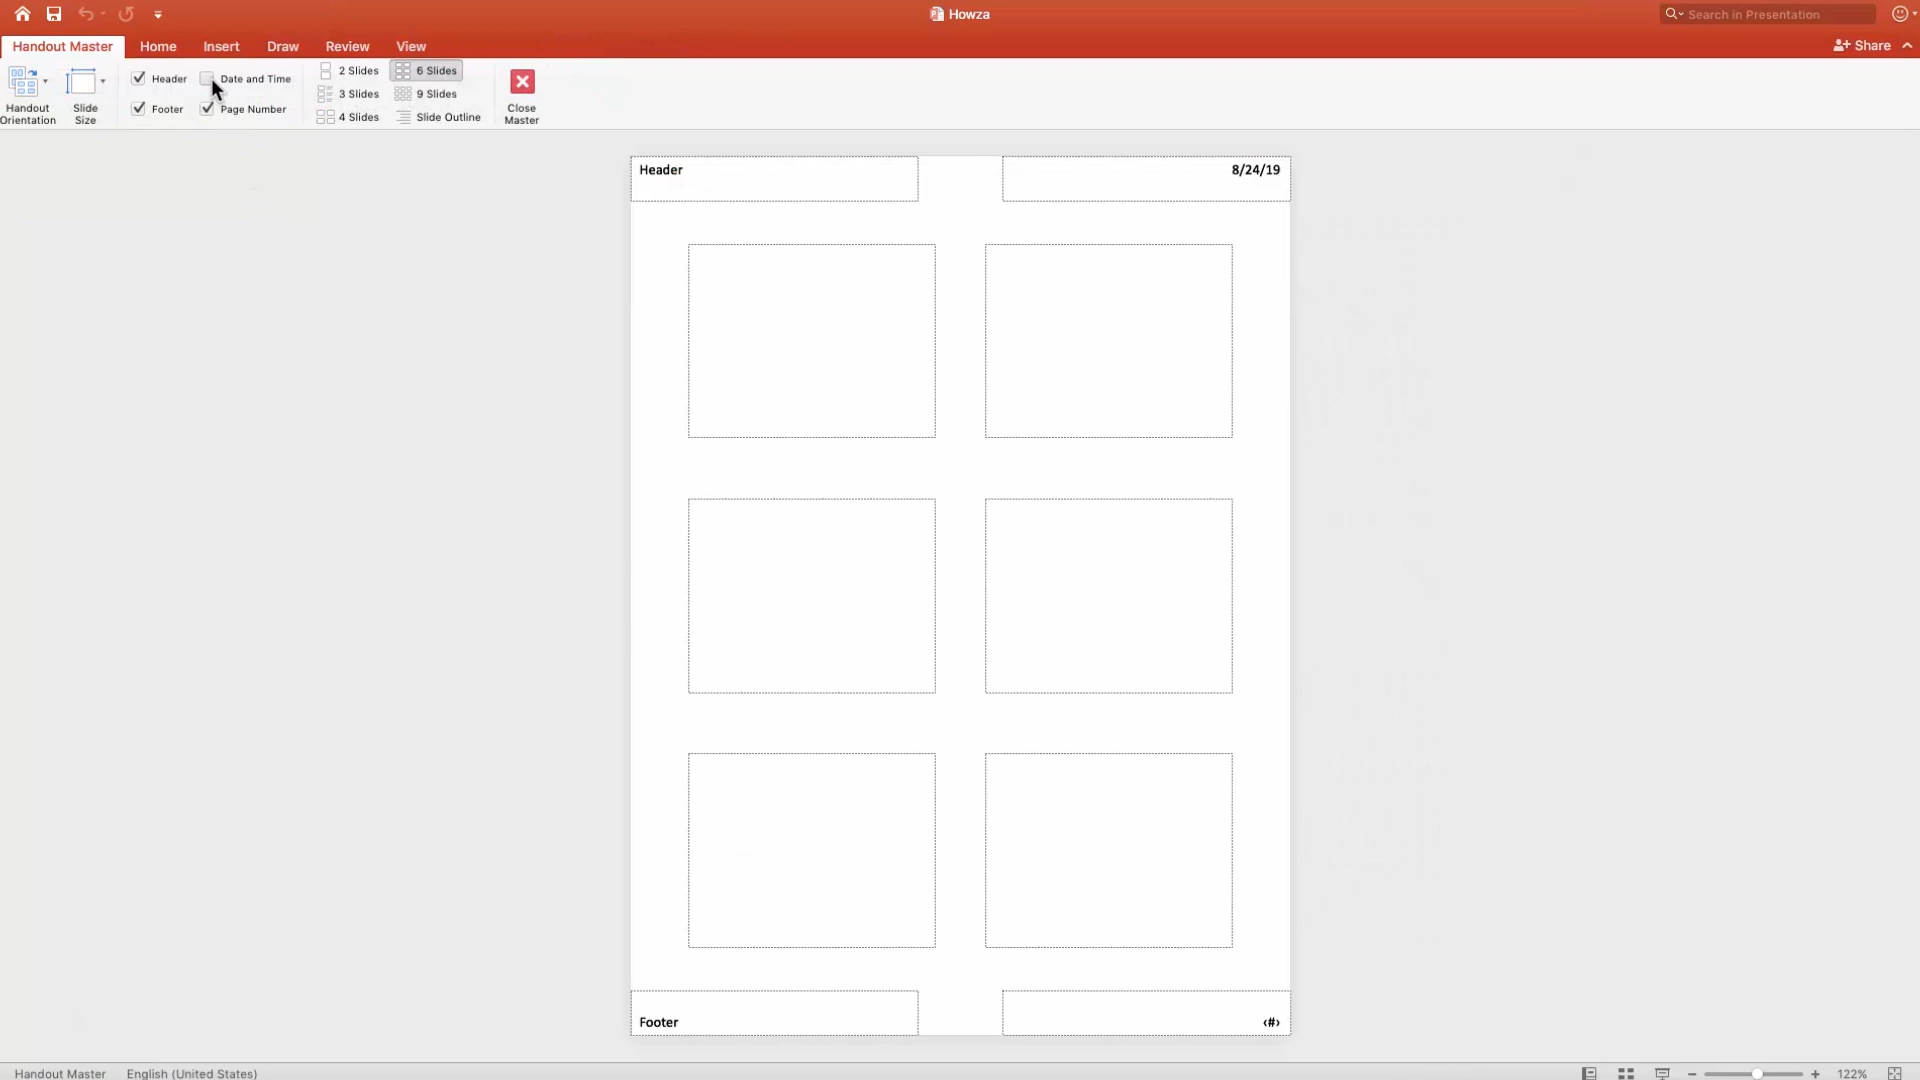 Howza
Search in Presentation
Handout Master
Home
Insert
Draw
Review
View
Share
Handout
Orientation
Slide
Size
Header
Date and Time
Footer
Page Number
2 Slides
6 Slides
3 Slides
9 Slides
4 Slides
Slide Outline
Close
Master
Header
8/24/19
Footer
‹#›
Handout Master
English (United States)
122%